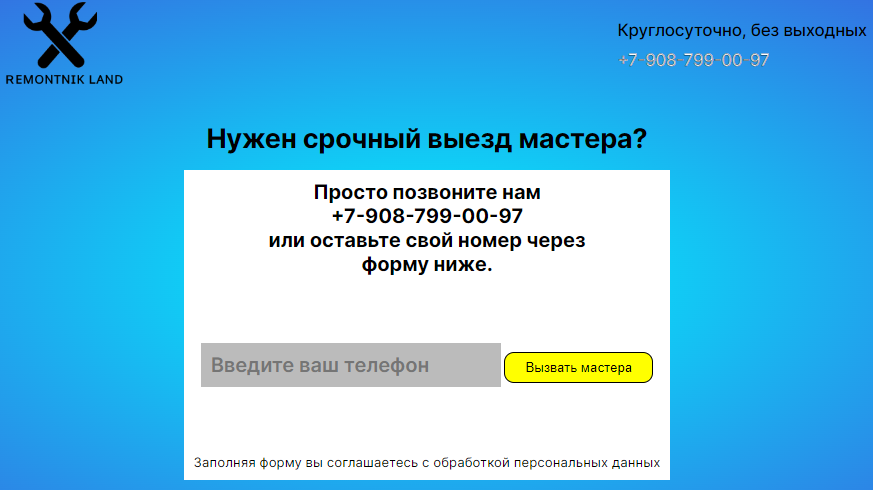 REMONTNIK LAND
Круглосуточно, без выходных
+7-908-799-00-97
Нужен срочный выезд мастера?
Просто позвоните нам
+7-908-799-00-97
или оставьте свой номер через
форму ниже.
Введите ваш телефон
Вызвать мастера
Заполняя форму вы соглашаетесь с обработкой персональных данных